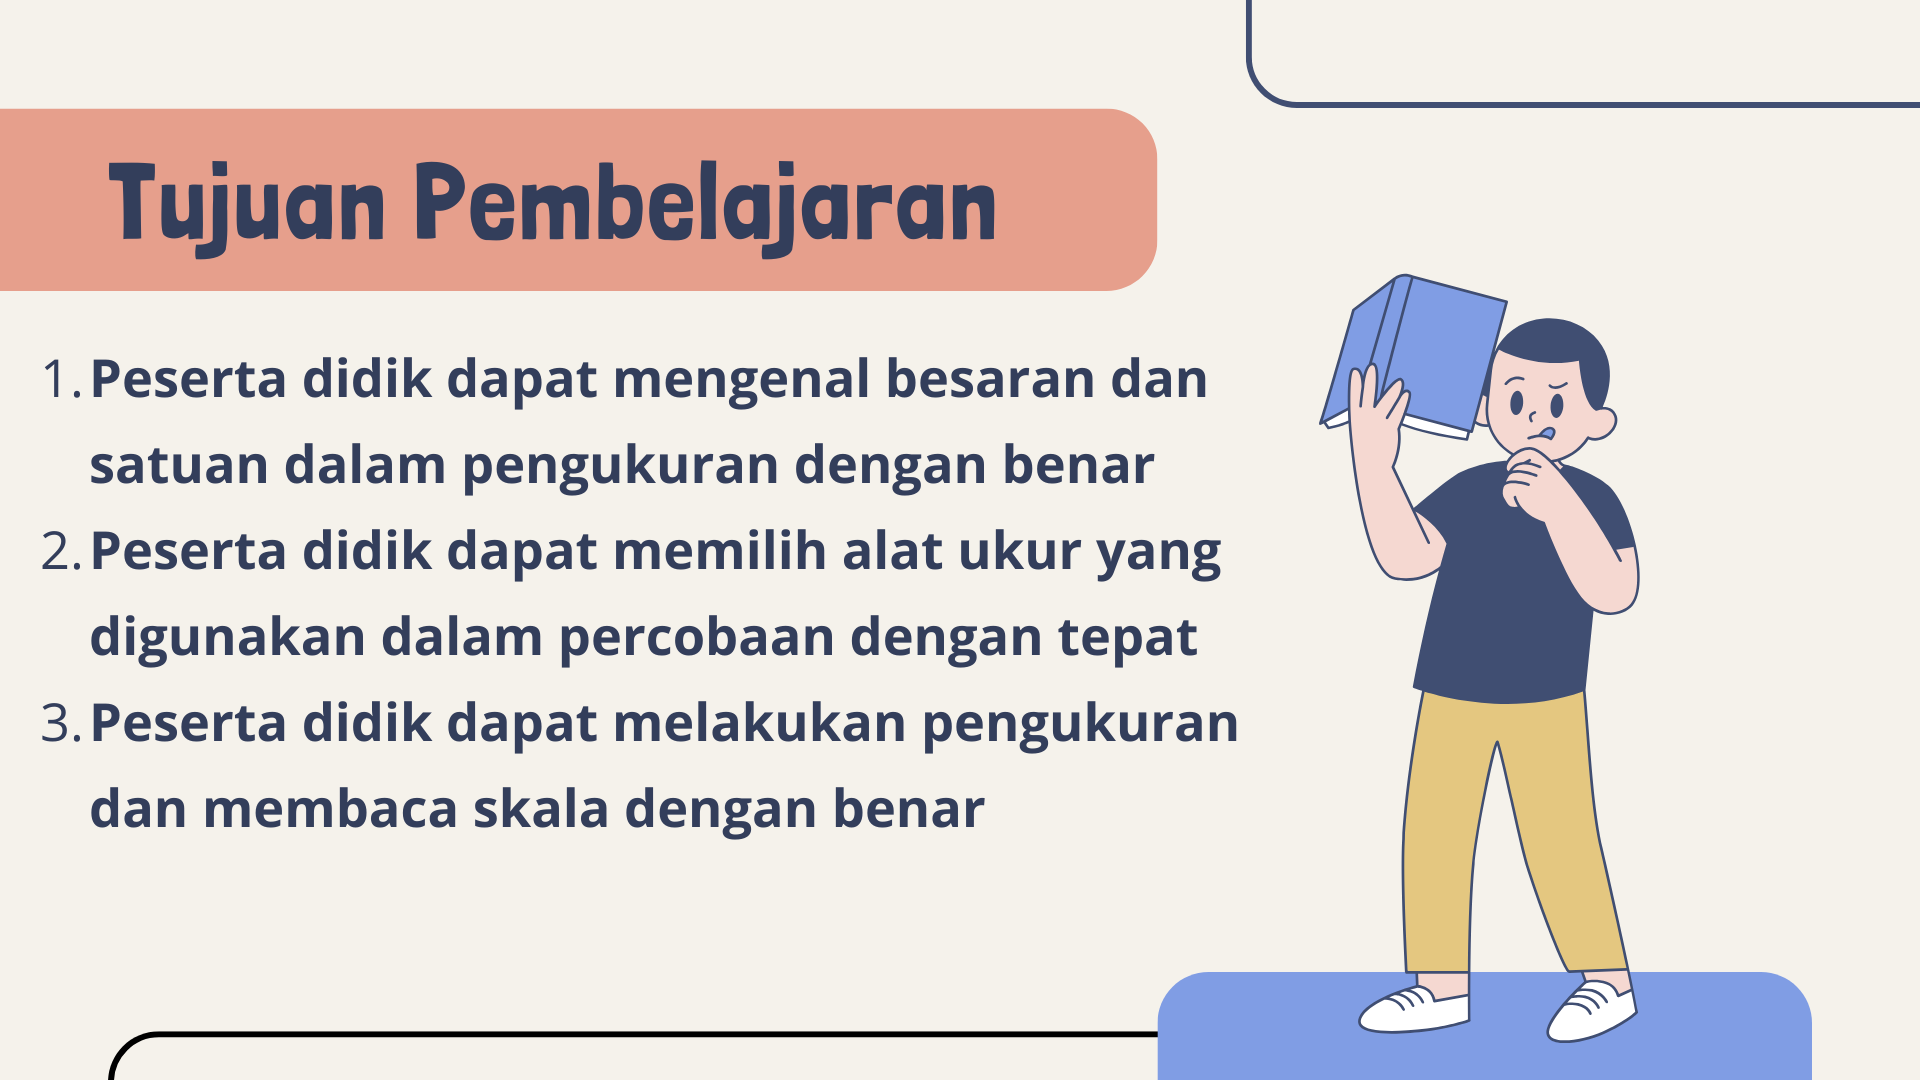 Tujuan Pembelajaran
1. Peserta didik dapat mengenal besaran dan
satuan dalam pengukuran dengan benar
2. Peserta didik dapat memilih alat ukur yang
digunakan dalam percobaan dengan tepat
3. Peserta didik dapat melakukan pengukuran
dan membaca skala dengan benar